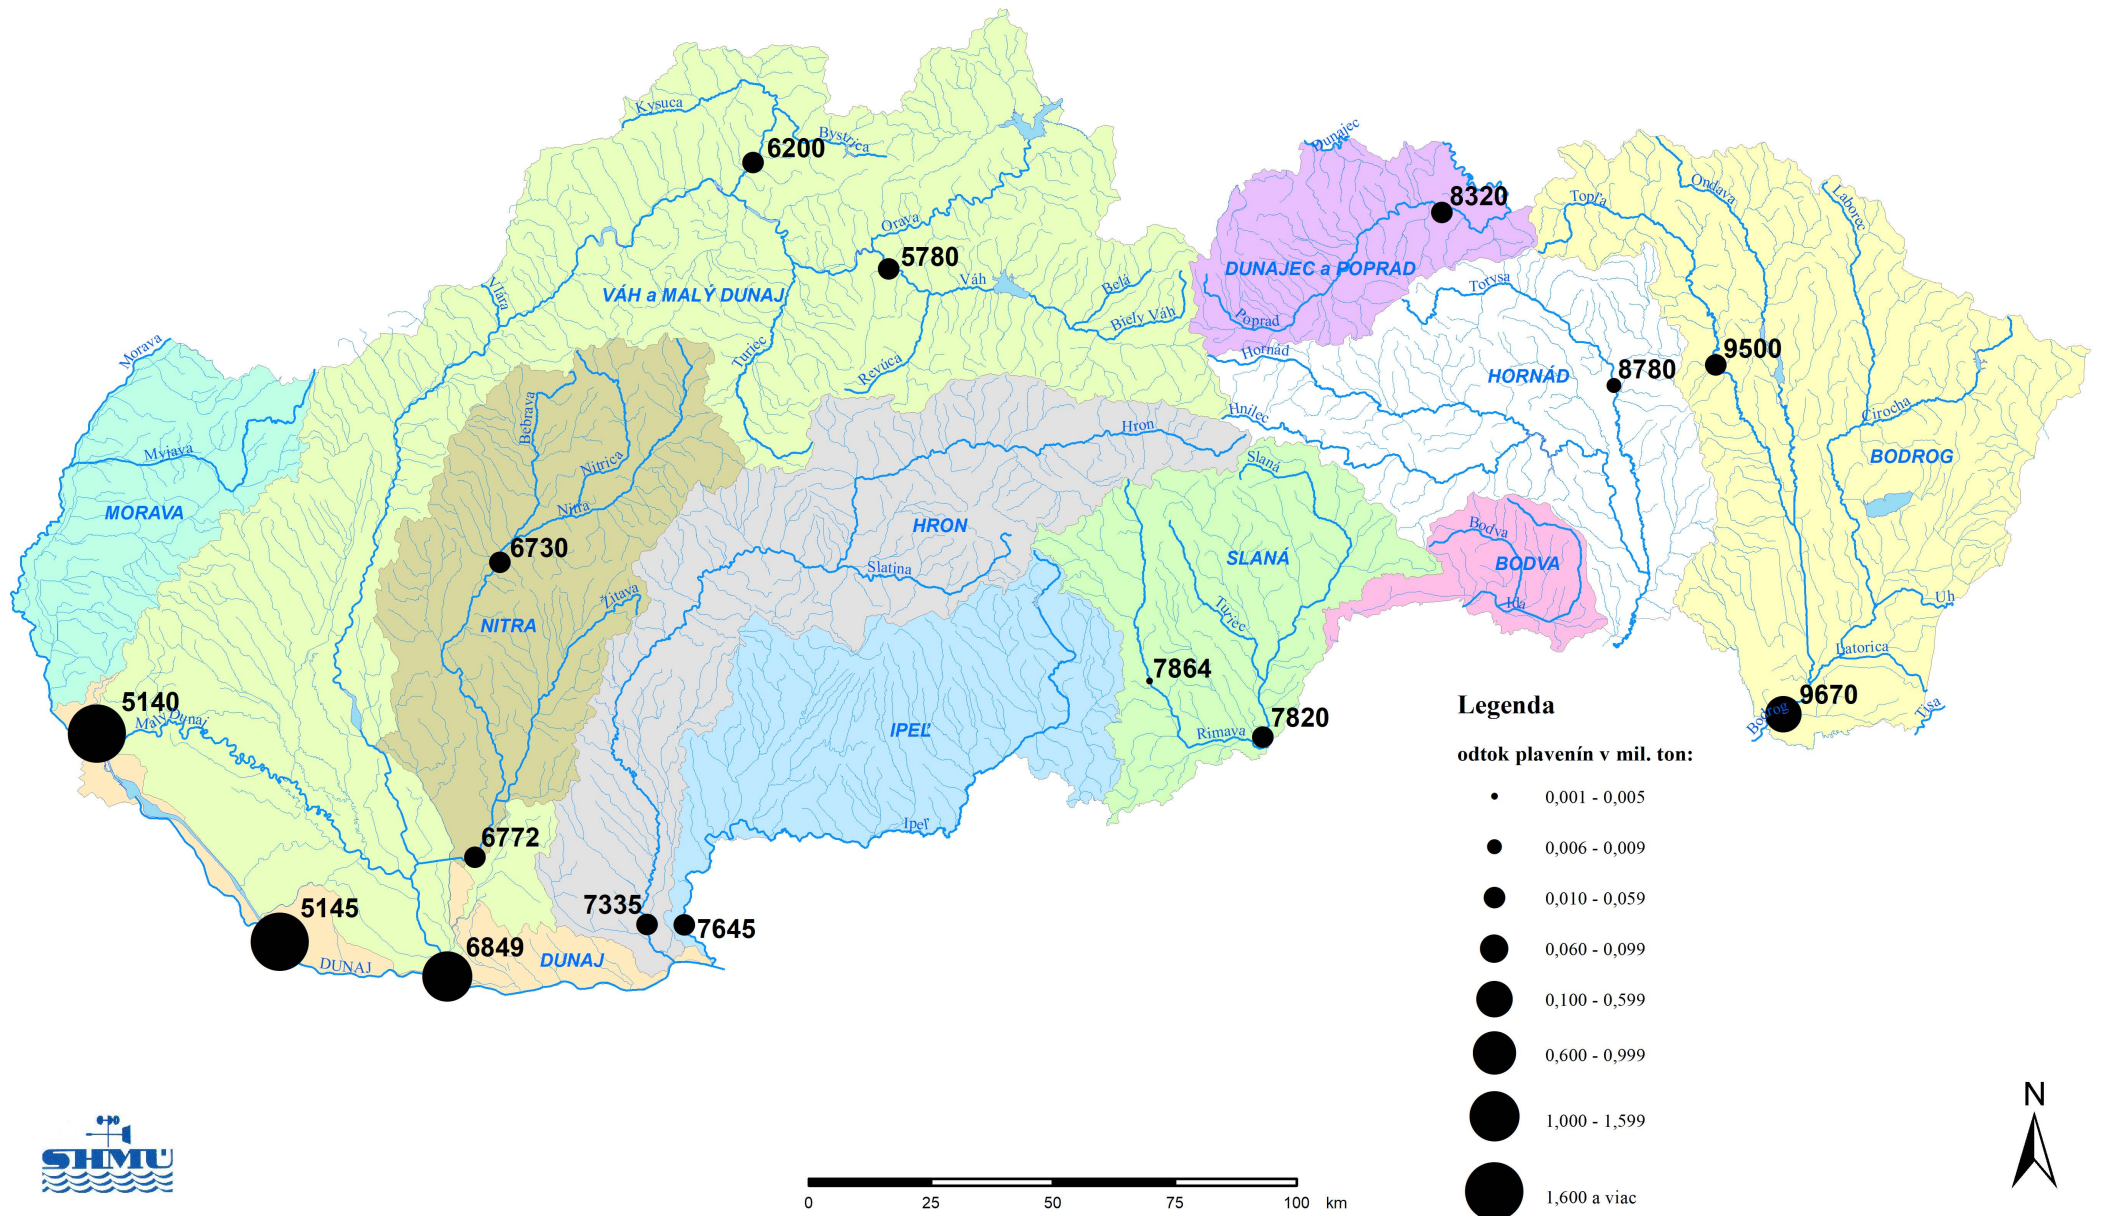 Kysuca
Bystrica
6200
Dunajec
8320
Topľa
Ondava
Laborec
Orava
5780
Váh
Belá
Biely Váh
VÁH a MALÝ DUNAJ
Vlára
DUNAJEC a POPRAD
Poprad
Torysa
Morava
Turiec
Revúca
Hornád
HORNÁD
8780
9500
Cirocha
BODROG
Bebrava
Nitrica
Nitra
Myjava
MORAVA
Hron
Hnilec
Slaná
HRON
6730
Slatina
Žitava
NITRA
SLANÁ
Turiec
Bodva
BODVA
Ida
Uh
Latorica
7864
5140
Malý Dunaj
IPEĽ
Rimava
7820
9670
Bodrog
Tisa
Ipeľ
6772
5145
DUNAJ
6849
DUNAJ
7335
7645
Legenda
odtok plavenín v mil. ton:
0,001 - 0,005
0,006 - 0,009
0,010 - 0,059
0,060 - 0,099
0,100 - 0,599
0,600 - 0,999
1,000 - 1,599
1,600 a viac
N
SHMÚ
0 25 50 75 100 km